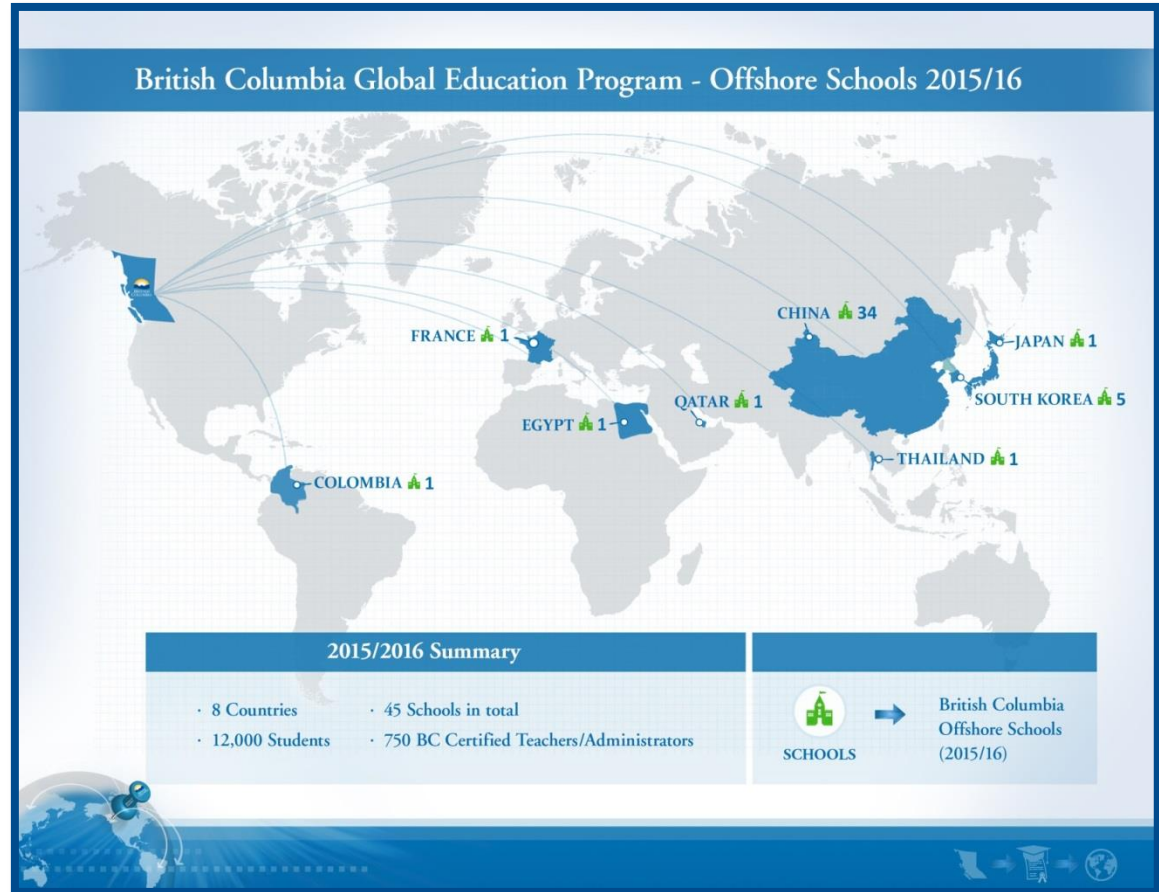 British Columbia Global Education Program - Offshore Schools 2015/16
CHINA 34
FRANCE 1
JAPAN 1
QATAR 1
SOUTH KOREA 5
EGYPT 1
THAILAND 1
COLOMBIA 1
2015/2016 Summary
· 8 Countries
· 45 Schools in total
· 12,000 Students
· 750 BC Certified Teachers/Administrators
SCHOOLS
British Columbia
Offshore Schools
(2015/16)